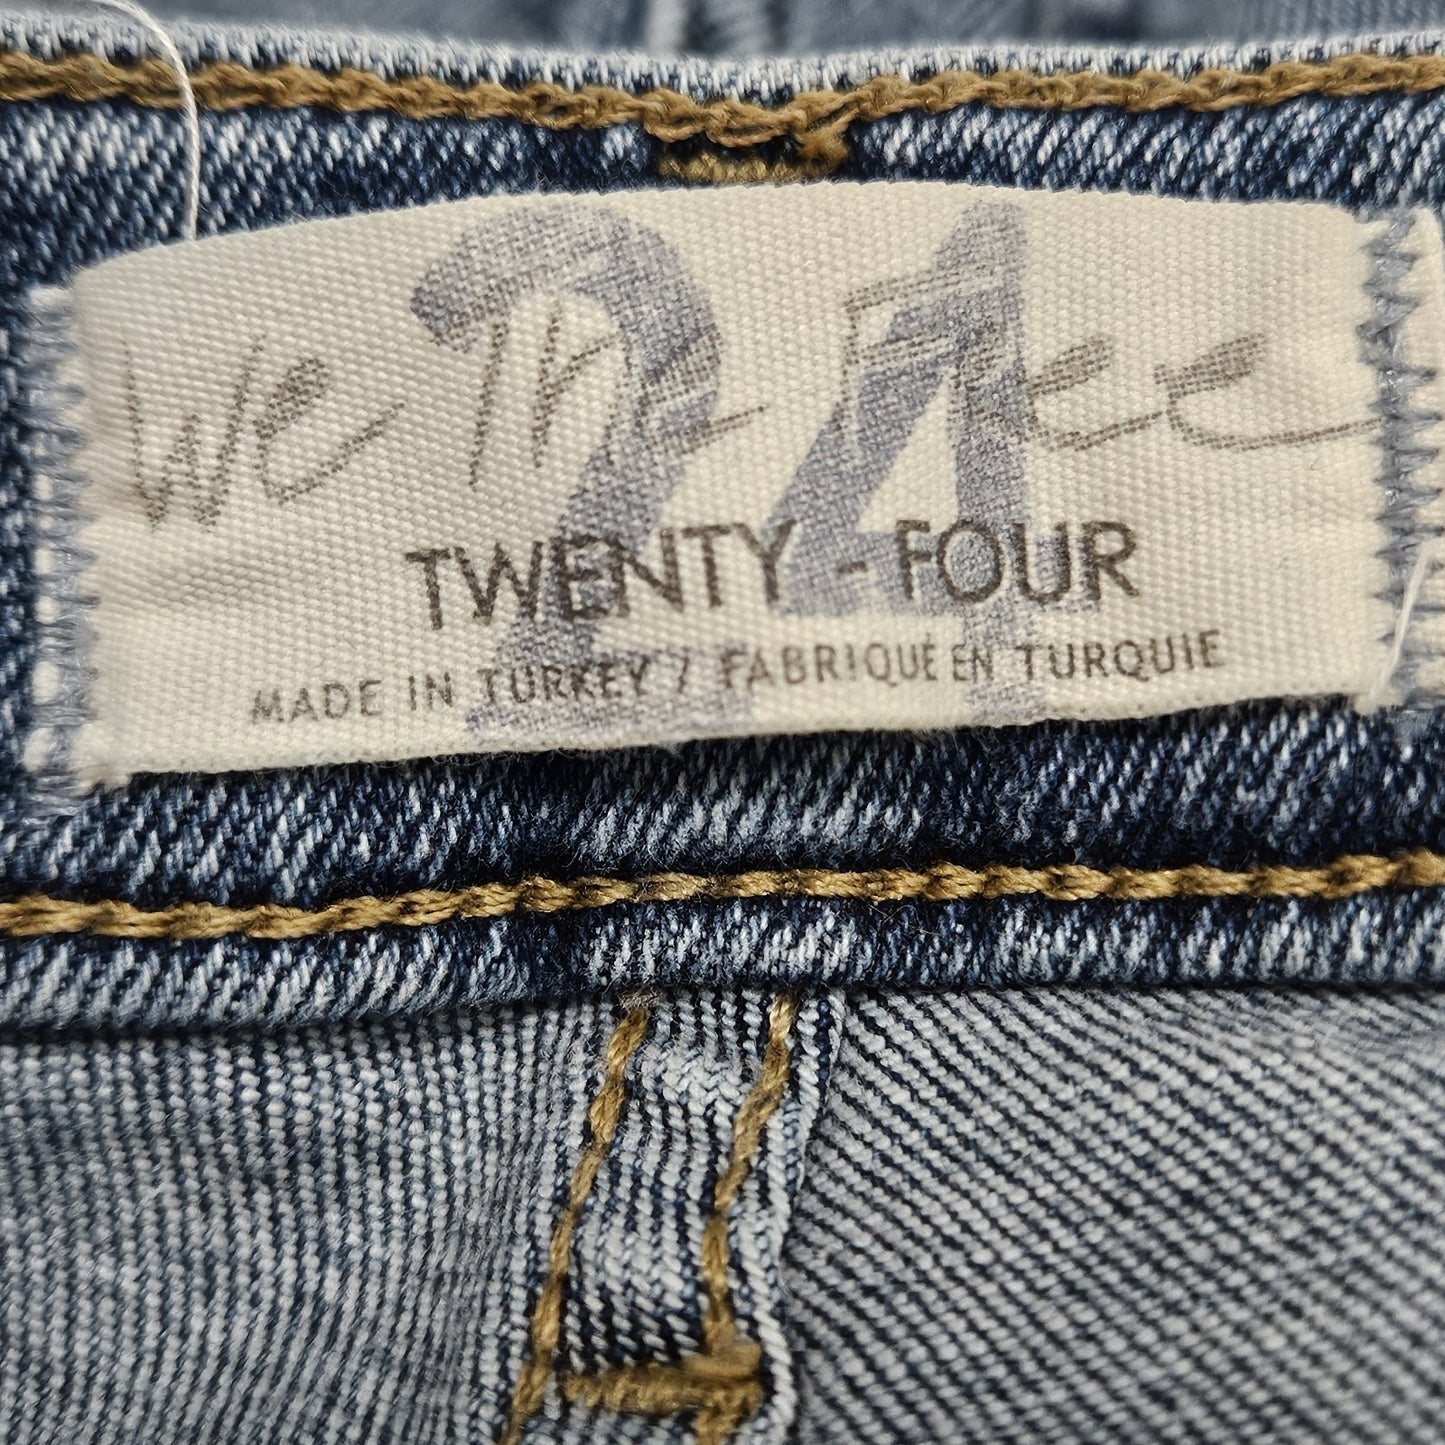 24
We The Free
TWENTY - FOUR
MADE IN TURKEY / FABRIQUÉ EN TURQUIE